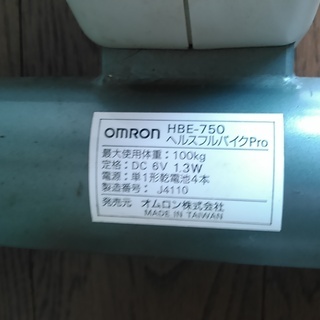 OMRON HBE-750
ヘルスフルバイクPro
最大使用体重：100kg
定格：DC 6V 1.3W
電源：単1形乾電池4本
製造番号： J4110
発売元 オムロン株式会社
MADE IN TAIWAN